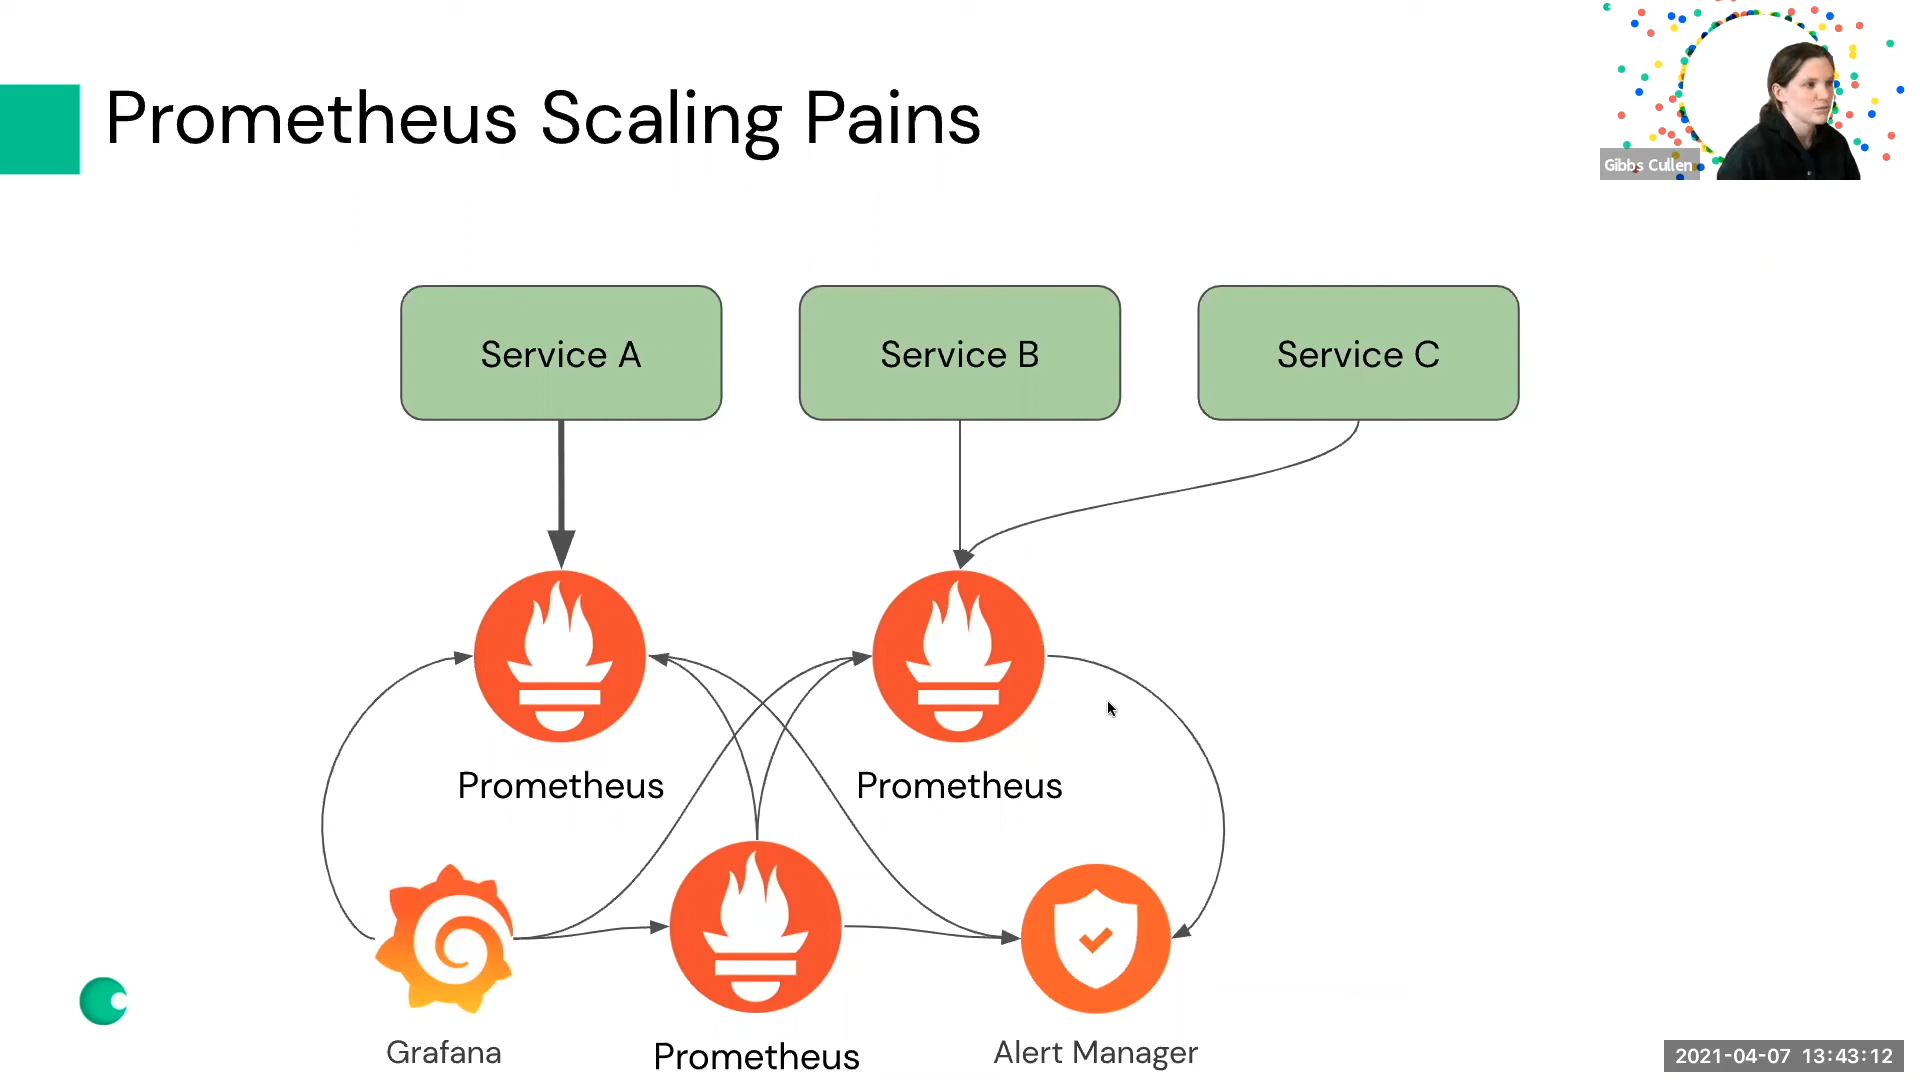 Prometheus Scaling Pains
Gibbs Cullen
Service A
Service B
Service C
Prometheus
Prometheus
Grafana
Prometheus
Alert Manager
2021-04-07 13:43:12